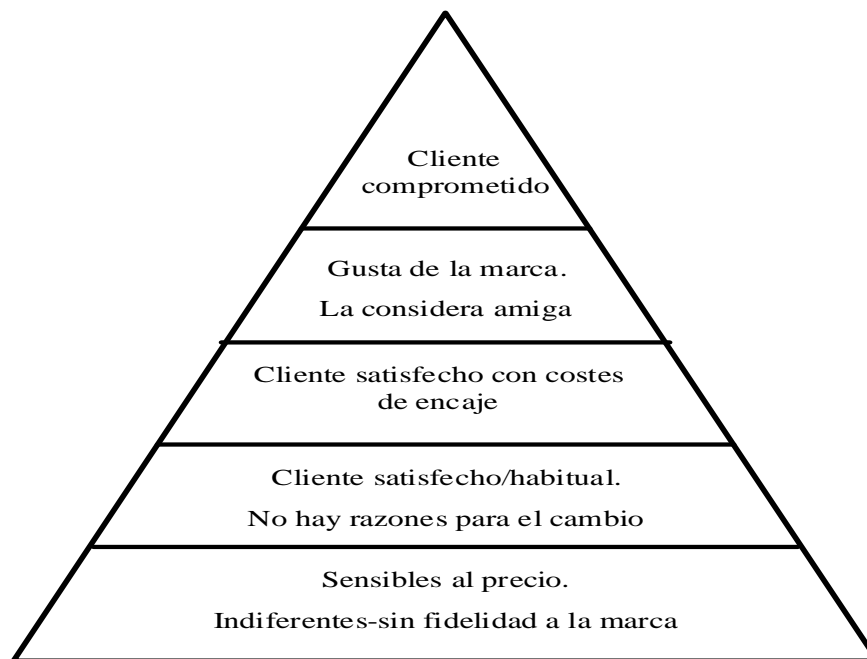 Cliente
comprometido
Gusta de la marca.
La considera amiga
Cliente satisfecho con costes
de encaje
Cliente satisfecho/habitual.
No hay razones para el cambio
Sensibles al precio.
Indiferentes-sin fidelidad a la marca